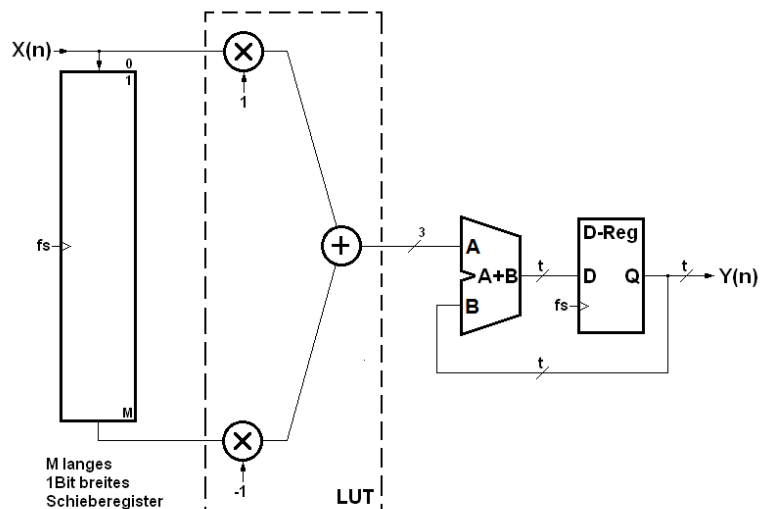 X(n)
0
1
1
fs
M
M langes
1Bit breites
Schieberegister
-1
LUT
3
A
A+B
B
t
D-Reg
D
Q
fs
t
Y(n)
t